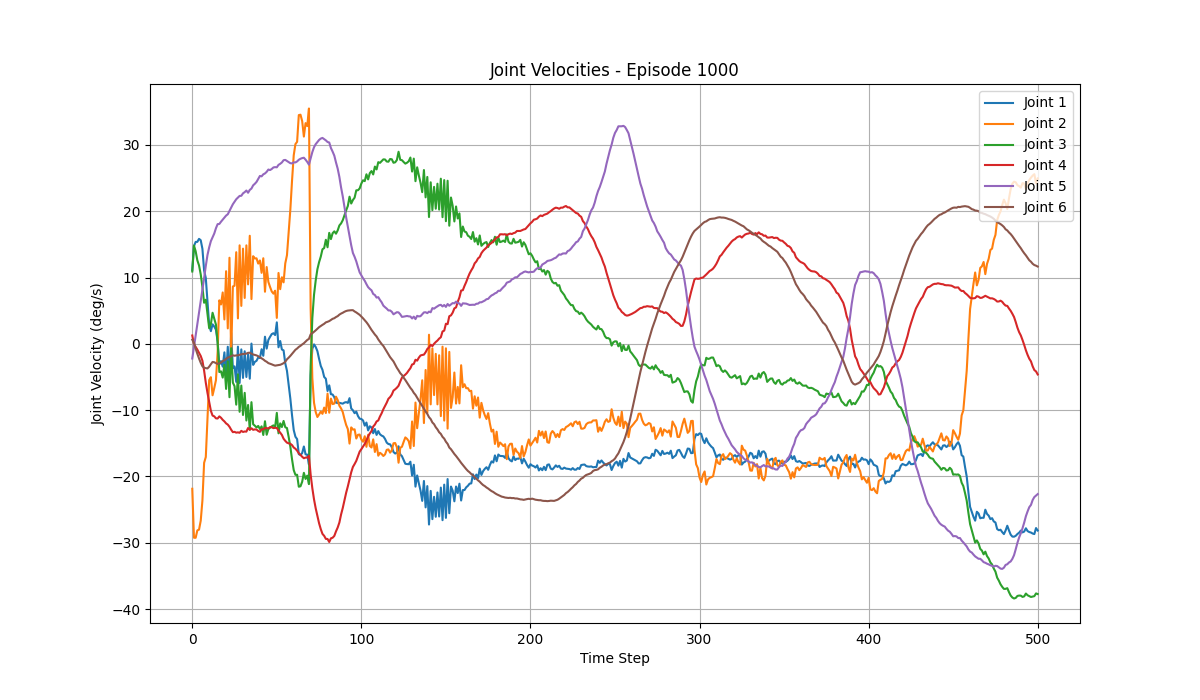 Joint Velocities - Episode 1000
Joint Velocity (deg/s)
30
20
10
0
−10
−20
−30
−40
0
100
200
300
400
500
Time Step
Joint 1
Joint 2
Joint 3
Joint 4
Joint 5
Joint 6